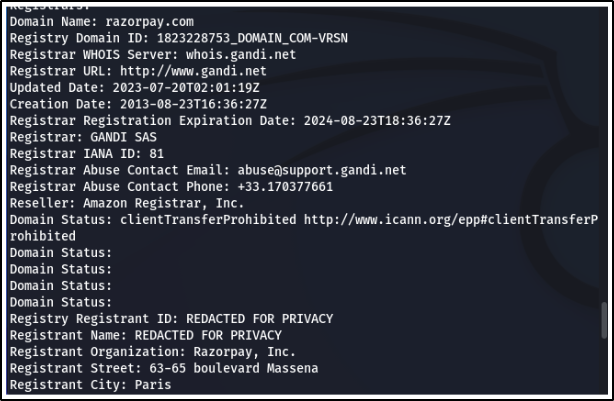 Registrars.
Domain Name: razorpay.com
Registry Domain ID: 1823228753_DOMAIN_COM-VRSN
Registrar WHOIS Server: whois.gandi.net
Registrar URL: http://www.gandi.net
Updated Date: 2023-07-20T02:01:19Z
Creation Date: 2013-08-23T16:36:27Z
Registrar Registration Expiration Date: 2024-08-23T18:36:27Z
Registrar: GANDI SAS
Registrar IANA ID: 81
Registrar Abuse Contact Email: abuse@support.gandi.net
Registrar Abuse Contact Phone: +33.170377661
Reseller: Amazon Registrar, Inc.
Domain Status: clientTransferProhibited http://www.icann.org/epp#clientTransferP
rohibited
Domain Status:
Domain Status:
Domain Status:
Domain Status:
Registry Registrant ID: REDACTED FOR PRIVACY
Registrant Name: REDACTED FOR PRIVACY
Registrant Organization: Razorpay, Inc.
Registrant Street: 63-65 boulevard Massena
Registrant City: Paris